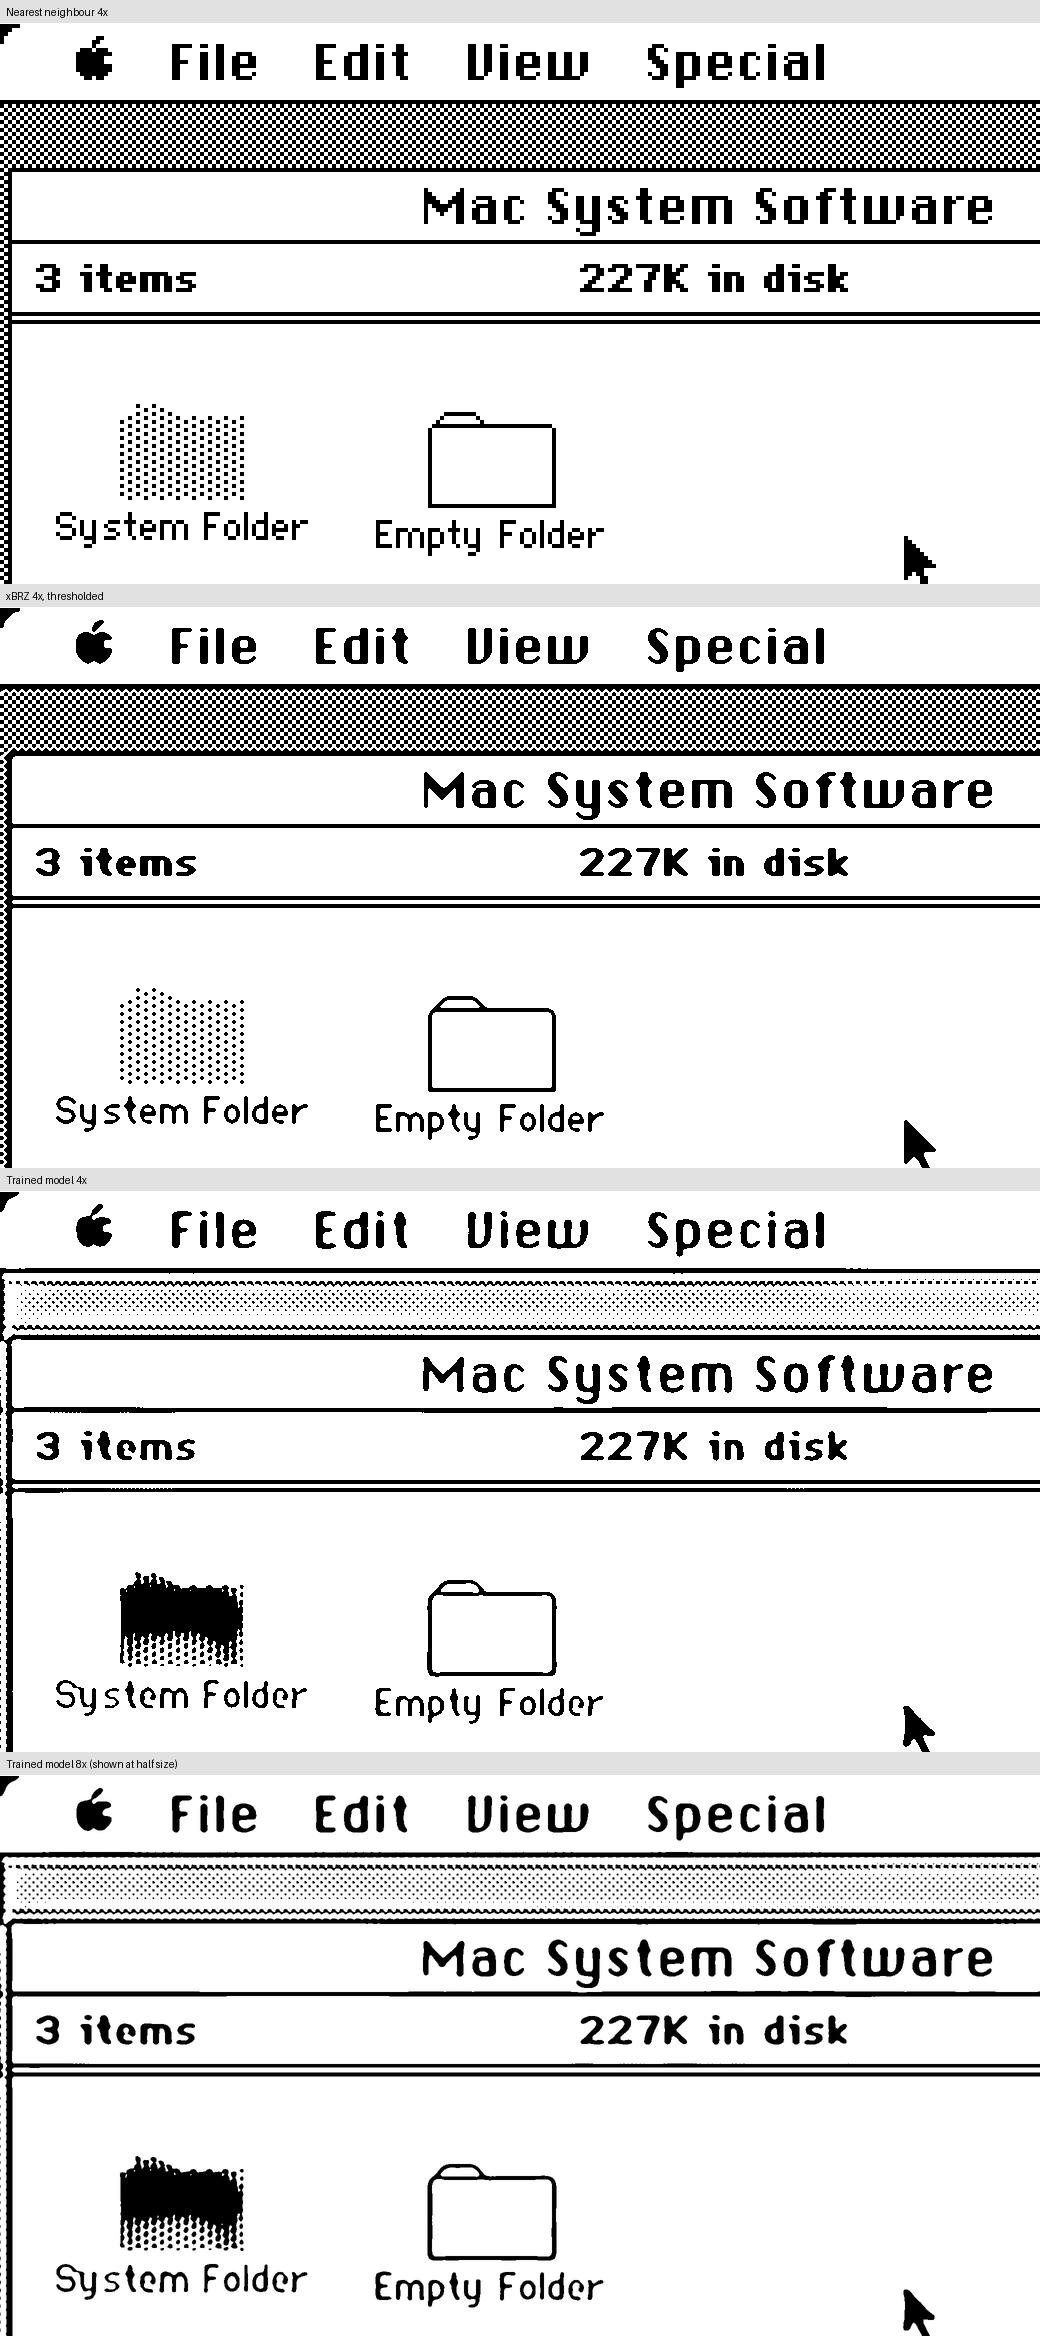 Nearest neighbour 4x
File Edit View Special
Mac System Software
3 items 227K in disk
System Folder Empty Folder
xBRZ 4x, thresholded
File Edit View Special
Mac System Software
3 items 227K in disk
System Folder Empty Folder
Trained model 4x
File Edit View Special
Mac System Software
3 items 227K in disk
System Folder Empty Folder
Trained model 8x (shown at half size)
File Edit View Special
Mac System Software
3 items 227K in disk
System Folder Empty Folder